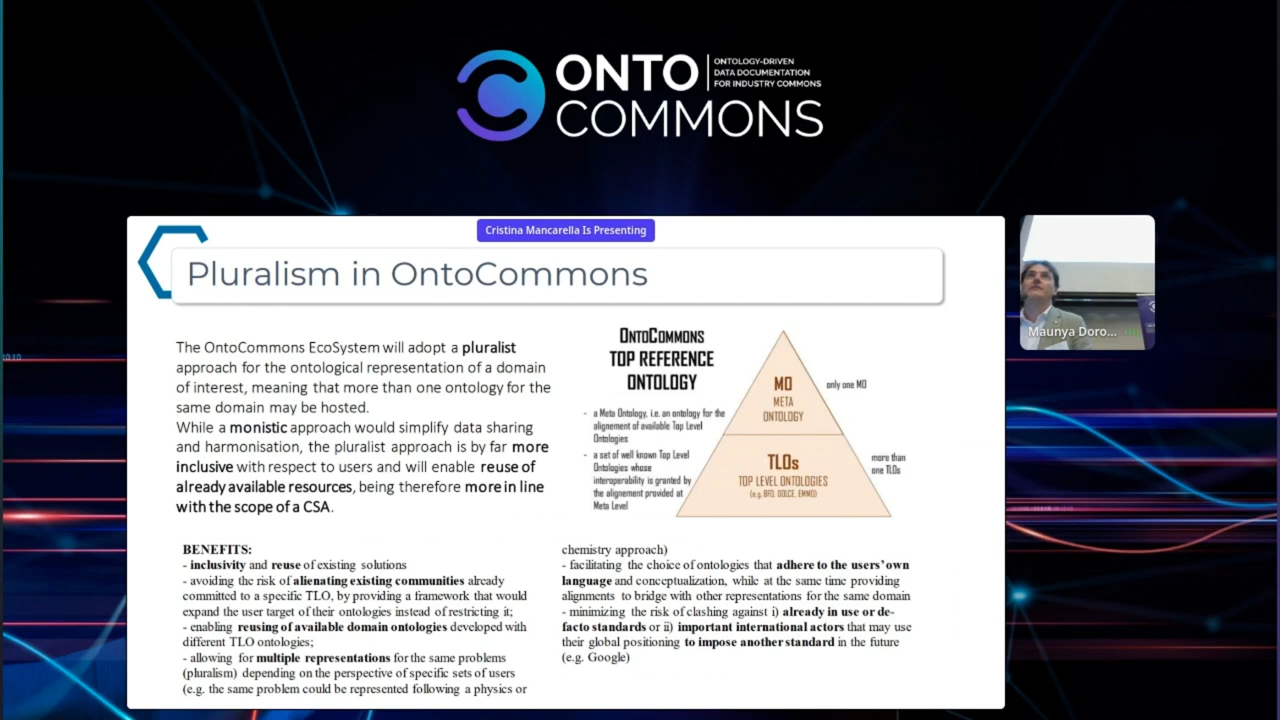 ONTO
COMMONS
ONTOLOGY-DRIVEN
DATA DOCUMENTATION
FOR INDUSTRY COMMONS
Cristina Mancarella Is Presenting
Pluralism in OntoCommons
The OntoCommons EcoSystem will adopt a pluralist
approach for the ontological representation of a domain
of interest, meaning that more than one ontology for the
same domain may be hosted.
While a monistic approach would simplify data sharing
and harmonisation, the pluralist approach is by far more
inclusive with respect to users and will enable reuse of
already available resources, being therefore more in line
with the scope of a CSA.
OntoCommons
TOP REFERENCE
ONTOLOGY
- a Meta Ontology, i.e. an ontology for the
alignement of available Top Level
Ontologies
- a set of well known Top Level
Ontologies whose
interoperability is granted by
the alignement provided at
Meta Level
MO
META
ONTOLOGY
only one MO
TLOs
TOP LEVEL ONTOLOGIES
(e.g. BFO, DOLCE, EMMO)
more than
one TLOs
BENEFITS:
- inclusivity and reuse of existing solutions
- avoiding the risk of alienating existing communities already
committed to a specific TLO, by providing a framework that would
expand the user target of their ontologies instead of restricting it;
- enabling reusing of available domain ontologies developed with
different TLO ontologies;
- allowing for multiple representations for the same problems
(pluralism) depending on the perspective of specific sets of users
(e.g. the same problem could be represented following a physics or
chemistry approach)
- facilitating the choice of ontologies that adhere to the users' own
language and conceptualization, while at the same time providing
alignments to bridge with other representations for the same domain
- minimizing the risk of clashing against i) already in use or de-
facto standards or ii) important international actors that may use
their global positioning to impose another standard in the future
(e.g. Google)
Maunya Doro...